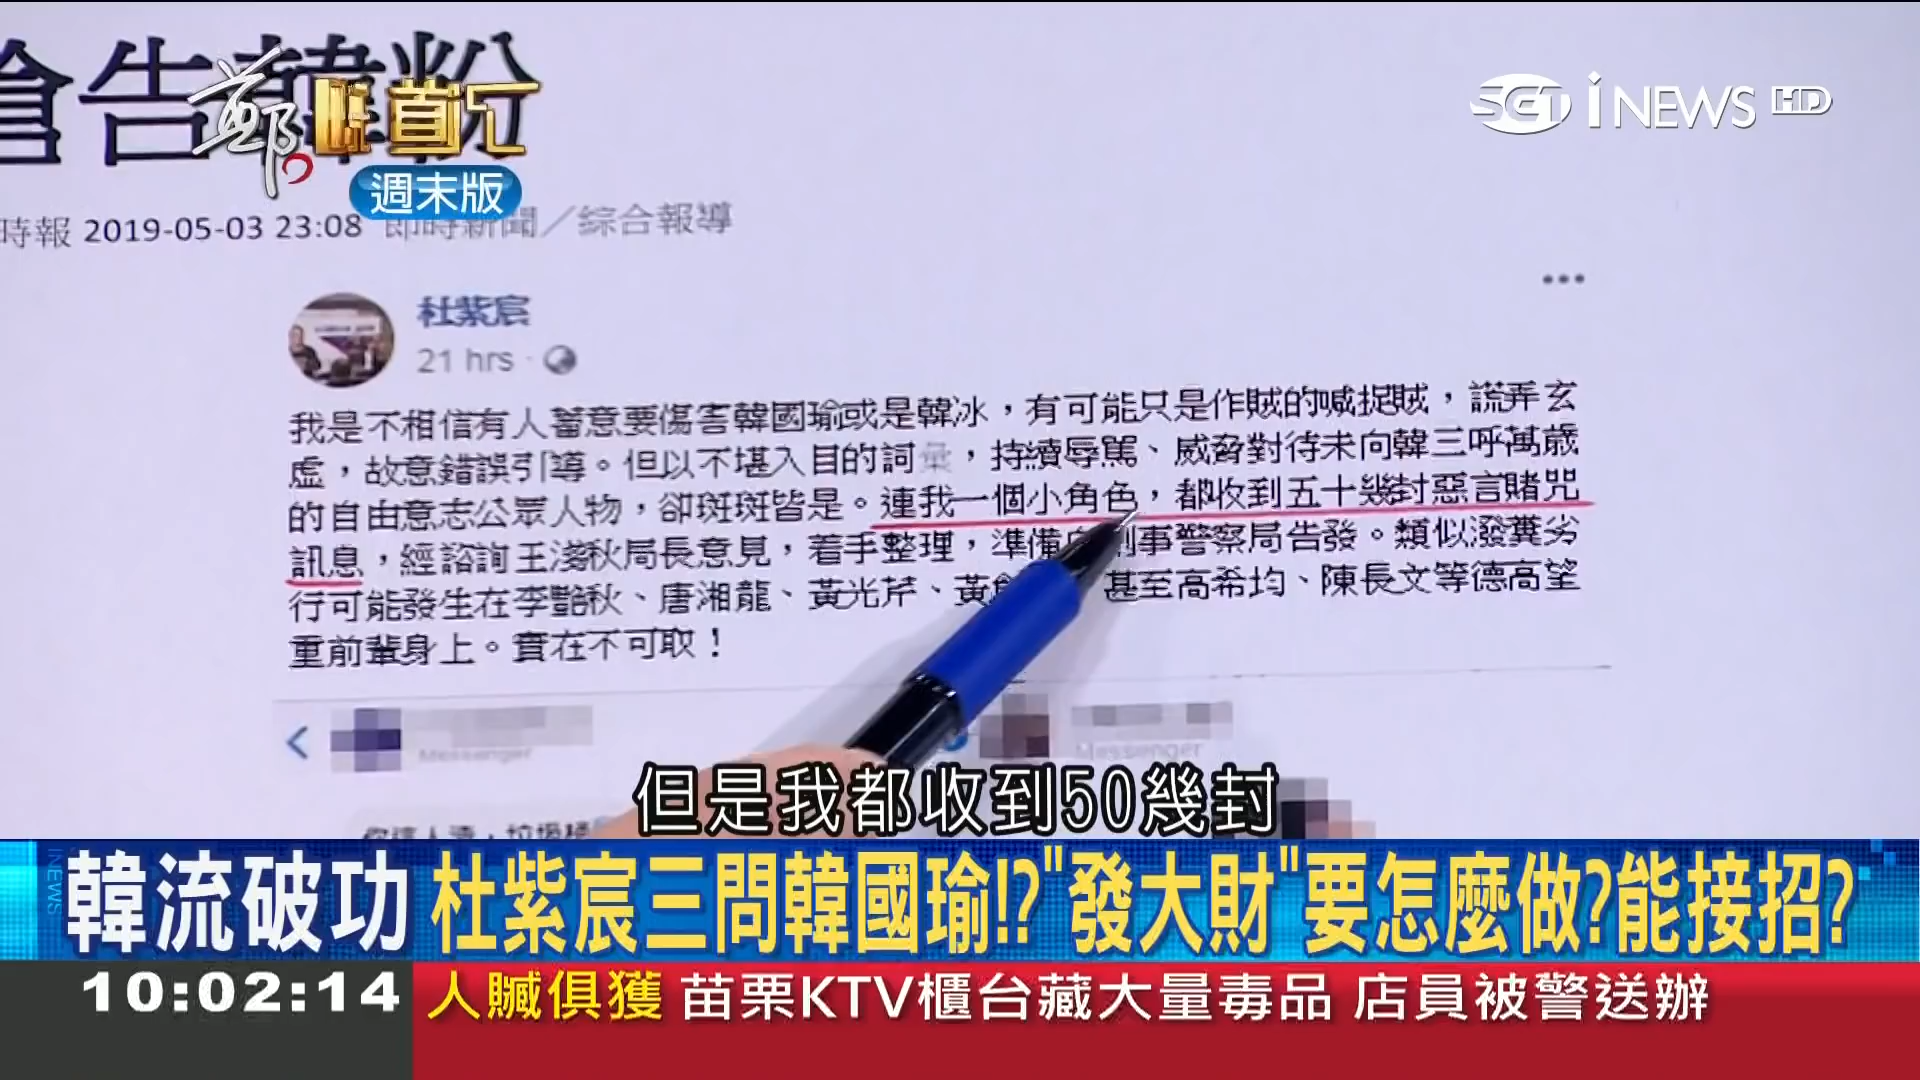 嗆告韓粉
鄭知道了
週末版
SET iNEWS HD
時報 2019-05-03 23:08 即時新聞／綜合報導
杜紫宸
21 hrs
我是不相信有人蓄意要傷害韓國瑜或是韓冰，有可能只是作賊的喊捉賊，謊弄玄
虛，故意錯誤引導。但以不堪入目的詞彙，持續辱罵、威脅對待未向韓三呼萬歲
的自由意志公眾人物，卻斑斑皆是。連我一個小角色，都收到五十幾封惡言賭咒
訊息，經諮詢王淺秋局長意見，着手整理，準備向刑事警察局告發。類似潑糞劣
行可能發生在李艷秋、唐湘龍、黃光芹、黃 甚至高希均、陳長文等德高望
重前輩身上。實在不可取！
Messenger
Messenger
但是我都收到50幾封
NEWS
韓流破功 杜紫宸三問韓國瑜!?"發大財"要怎麼做?能接招?
10:02:14 人贓俱獲 苗栗KTV櫃台藏大量毒品 店員被警送辦